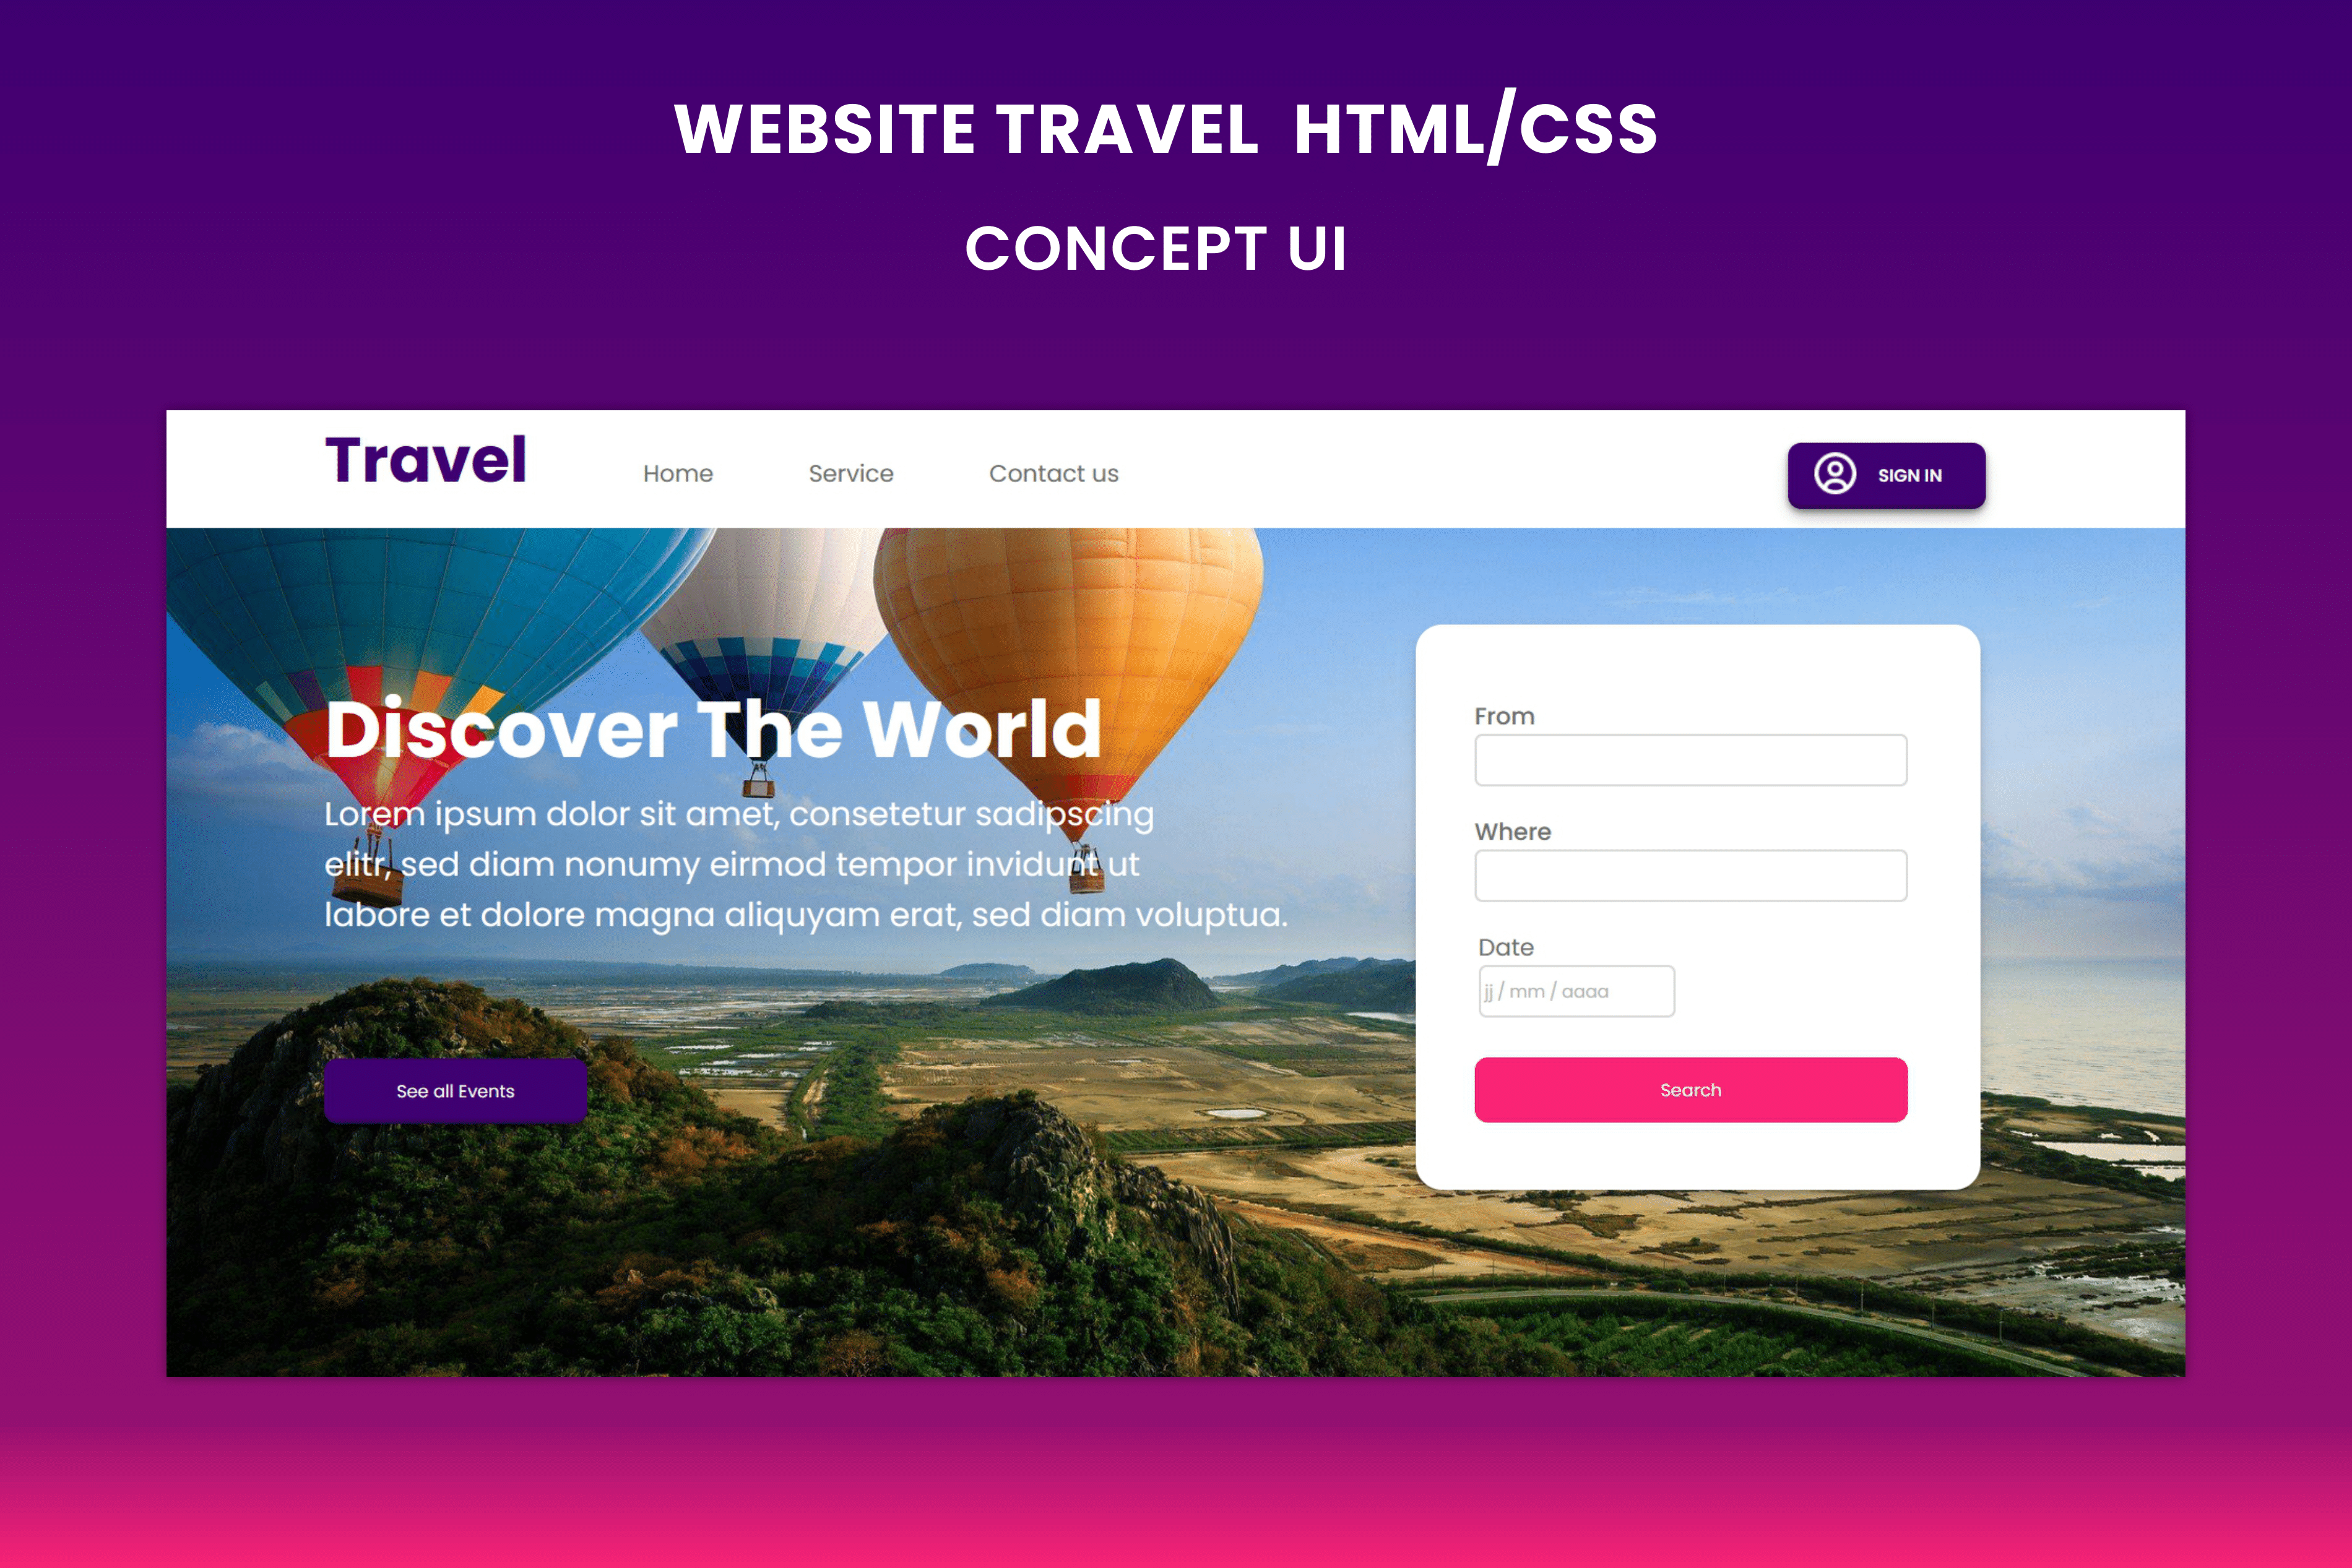 WEBSITE TRAVEL HTML/CSS
CONCEPT UI
Travel
Home
Service
Contact us
SIGN IN
Discover The World
Lorem ipsum dolor sit amet, consetetur sadipscing
elitr, sed diam nonumy eirmod tempor invidunt ut
labore et dolore magna aliquyam erat, sed diam voluptua.
See all Events
From
Where
Date
jj / mm / aaaa
Search